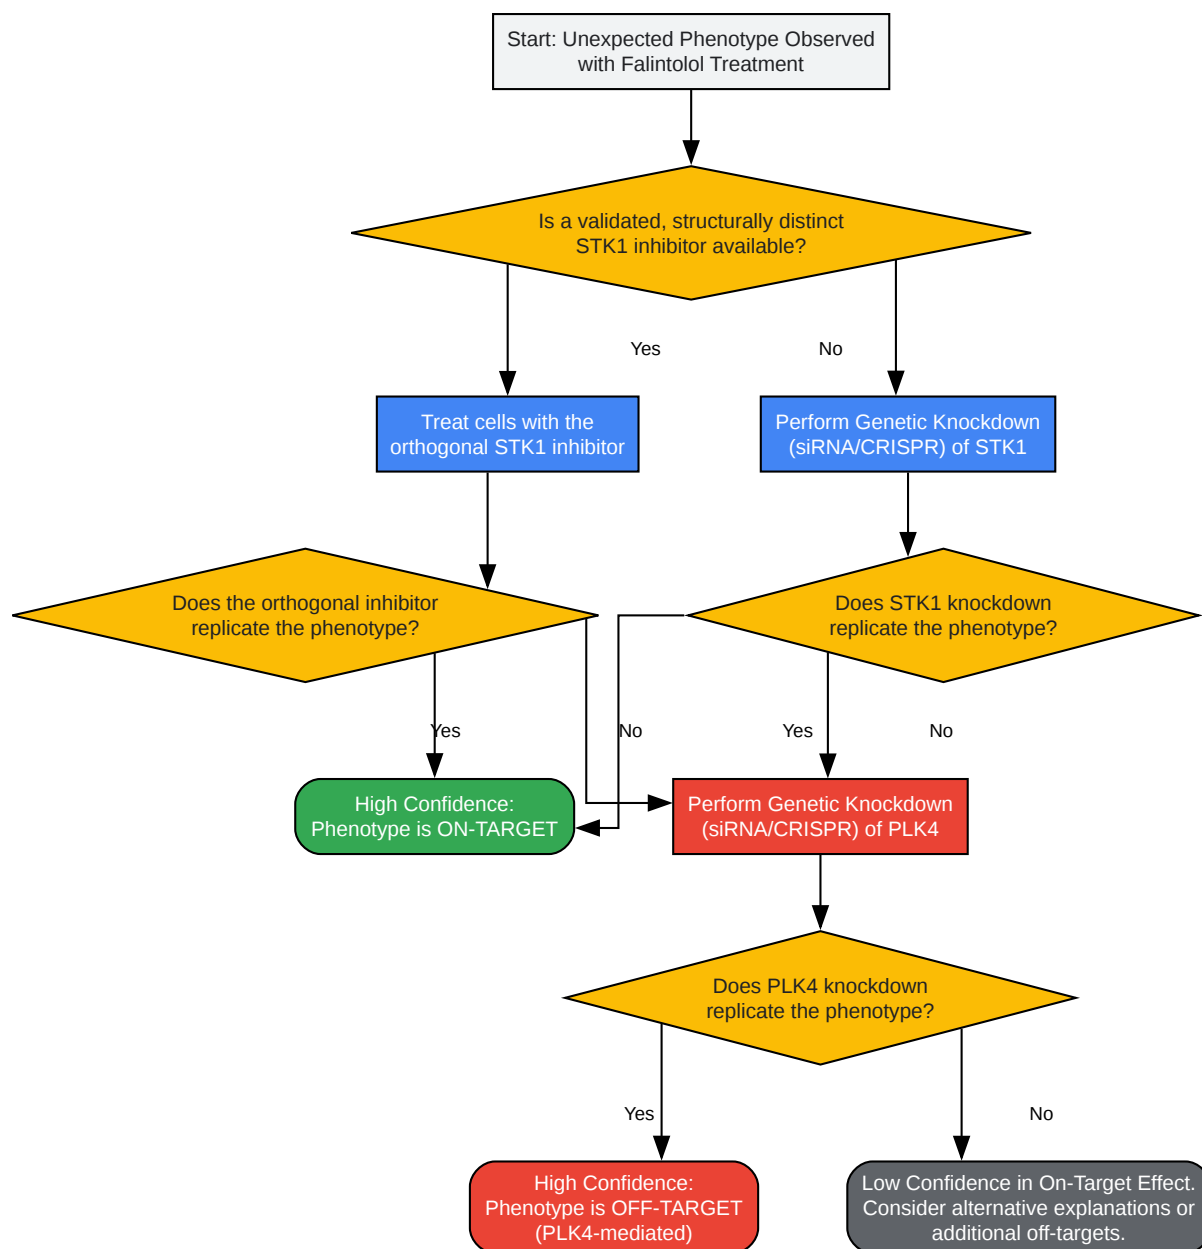 Start: Unexpected Phenotype Observed
with Falintolol Treatment
Is a validated, structurally distinct
STK1 inhibitor available?
Yes
No
Treat cells with the
orthogonal STK1 inhibitor
Perform Genetic Knockdown
(siRNA/CRISPR) of STK1
Does the orthogonal inhibitor
replicate the phenotype?
Does STK1 knockdown
replicate the phenotype?
Yes
No
Yes
No
High Confidence:
Phenotype is ON-TARGET
Perform Genetic Knockdown
(siRNA/CRISPR) of PLK4
Does PLK4 knockdown
replicate the phenotype?
Yes
No
High Confidence:
Phenotype is OFF-TARGET
(PLK4-mediated)
Low Confidence in On-Target Effect.
Consider alternative explanations or
additional off-targets.